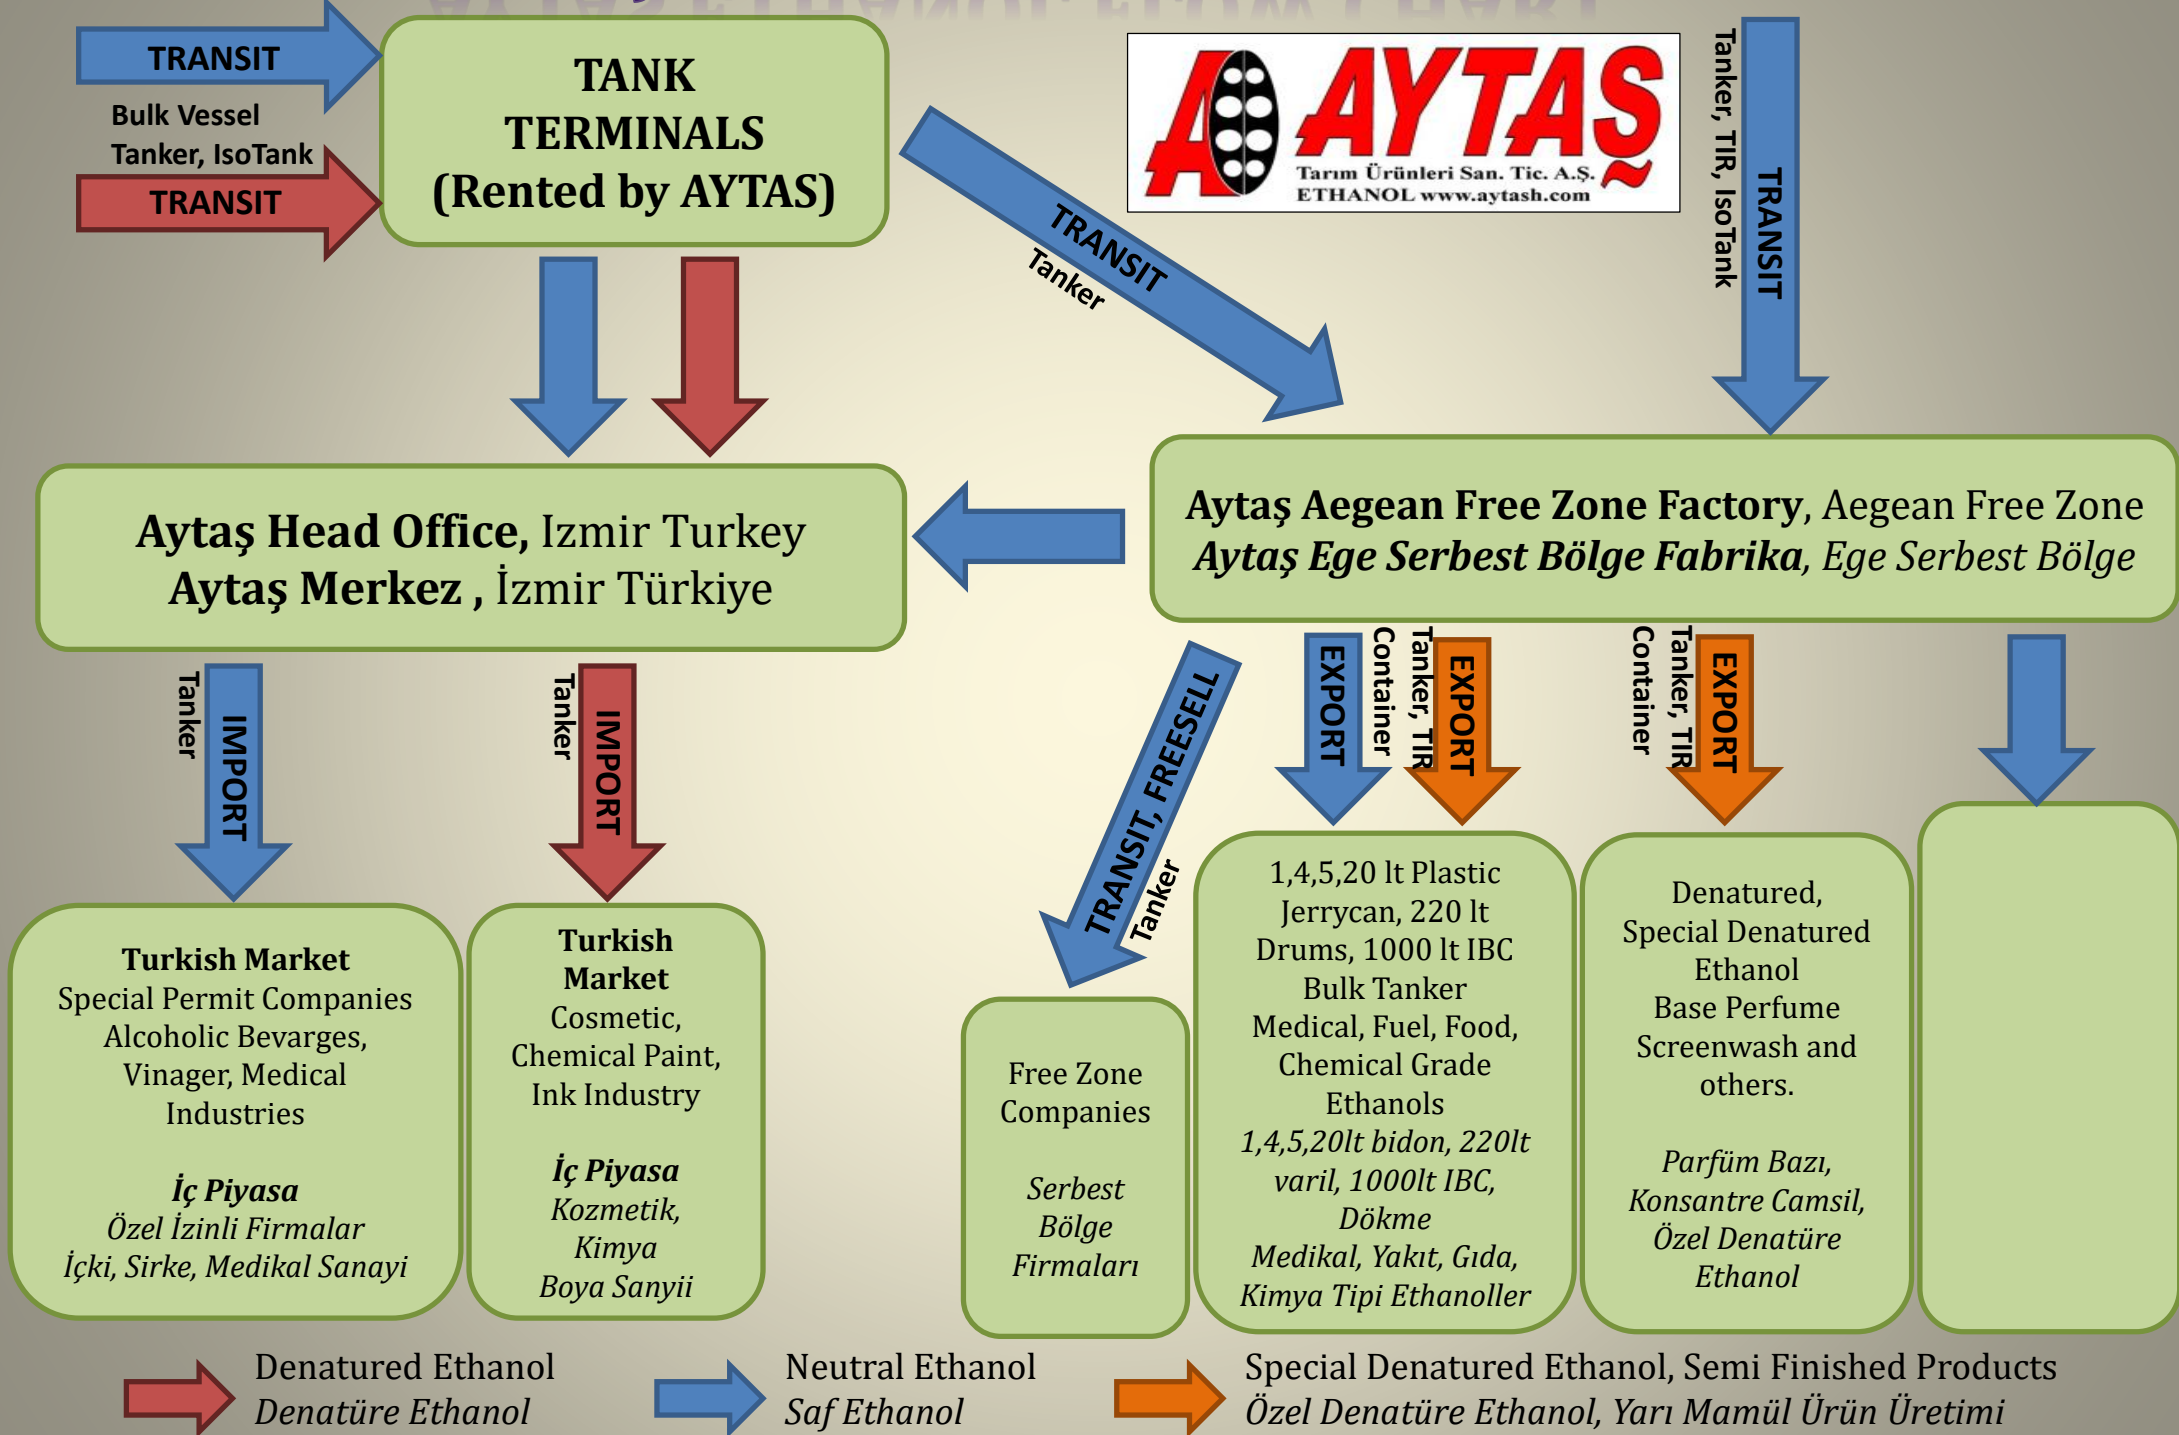 AYTAŞ ETHANOL FLOW CHART
TRANSIT
Bulk Vessel
Tanker, IsoTank
TRANSIT
TANK
TERMINALS
(Rented by AYTAS)
TRANSIT
Tanker
AYTAŞ
Tarım Ürünleri San. Tic. A.Ş.
ETHANOL www.aytash.com
Tanker, TIR, IsoTank
TRANSIT
Aytaş Head Office, Izmir Turkey
Aytaş Merkez , İzmir Türkiye
Aytaş Aegean Free Zone Factory, Aegean Free Zone
Aytaş Ege Serbest Bölge Fabrika, Ege Serbest Bölge
Tanker
IMPORT
Tanker
IMPORT
TRANSIT, FREESELL
Tanker
EXPORT
Tanker, TIR
Container
EXPORT
Tanker, TIR
Container
EXPORT
Turkish Market
Special Permit Companies
Alcoholic Bevarges,
Vinager, Medical
Industries
İç Piyasa
Özel İzinli Firmalar
İçki, Sirke, Medikal Sanayi
Turkish
Market
Cosmetic,
Chemical Paint,
Ink Industry
İç Piyasa
Kozmetik,
Kimya
Boya Sanyii
Free Zone
Companies
Serbest
Bölge
Firmaları
1,4,5,20 lt Plastic
Jerrycan, 220 lt
Drums, 1000 lt IBC
Bulk Tanker
Medical, Fuel, Food,
Chemical Grade
Ethanols
1,4,5,20lt bidon, 220lt
varil, 1000lt IBC,
Dökme
Medikal, Yakıt, Gıda,
Kimya Tipi Ethanoller
Denatured,
Special Denatured
Ethanol
Base Perfume
Screenwash and
others.
Parfüm Bazı,
Konsantre Camsil,
Özel Denatüre
Ethanol
Denatured Ethanol
Denatüre Ethanol
Neutral Ethanol
Saf Ethanol
Special Denatured Ethanol, Semi Finished Products
Özel Denatüre Ethanol, Yarı Mamül Ürün Üretimi